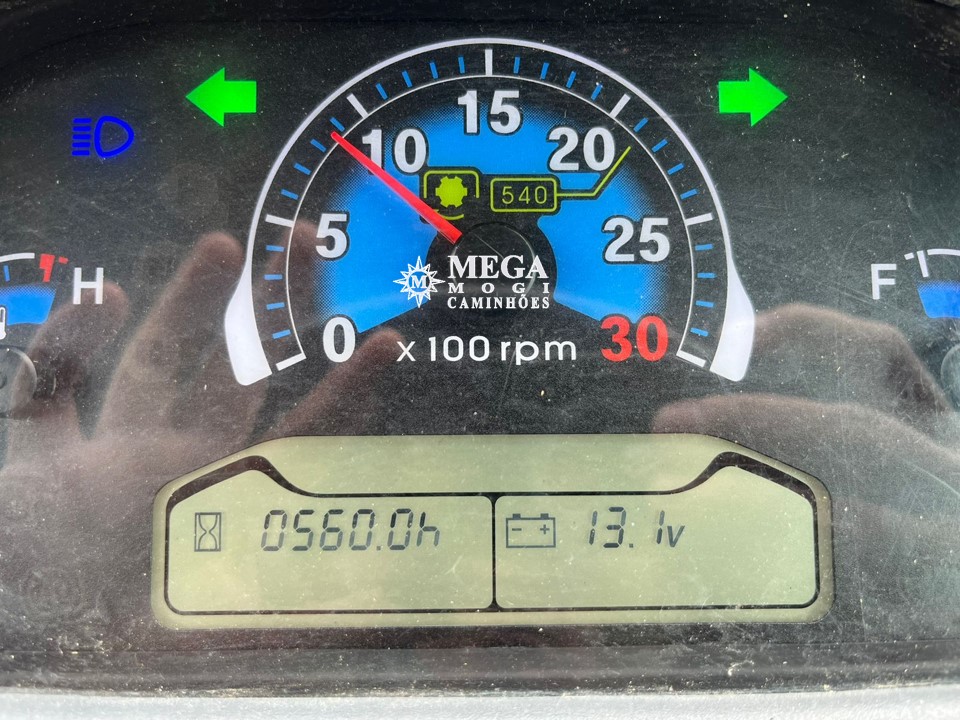 15
10
20
540
5
25
H
F
MEGA
MOGI
CAMINHÕES
0
x 100 rpm
30
0560.0h
13.1v